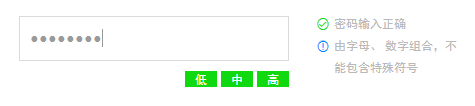 ●●●●●●●●
低 中 高
密码输入正确
由字母、数字组合，不
能包含特殊符号